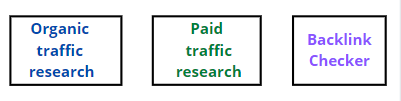 Organic
traffic
research
Paid
traffic
research
Backlink
Checker